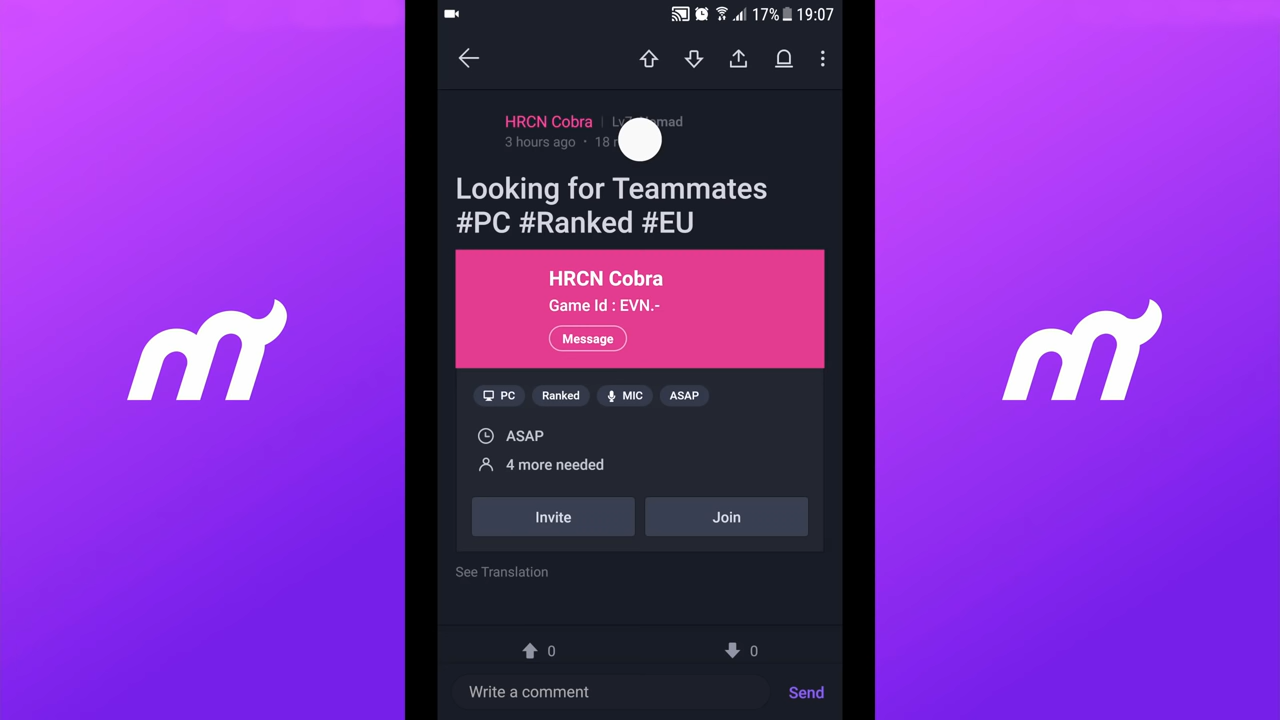 17% 19:07
HRCN Cobra | 
3 hours ago · 18
Looking for Teammates
#PC #Ranked #EU
HRCN Cobra
Game Id : EVN.-
Message
PC Ranked MIC ASAP
ASAP
4 more needed
Invite Join
See Translation
0 0
Write a comment Send